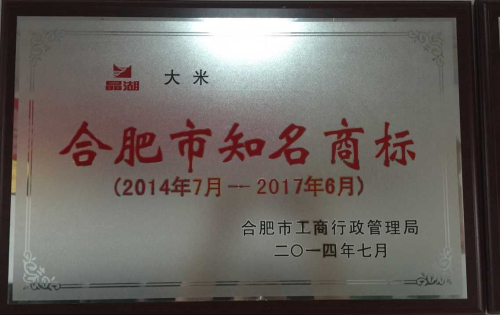 晶湖 大米
合肥市知名商标
(2014年7月--2017年6月)
合肥市工商行政管理局
二〇一四年七月